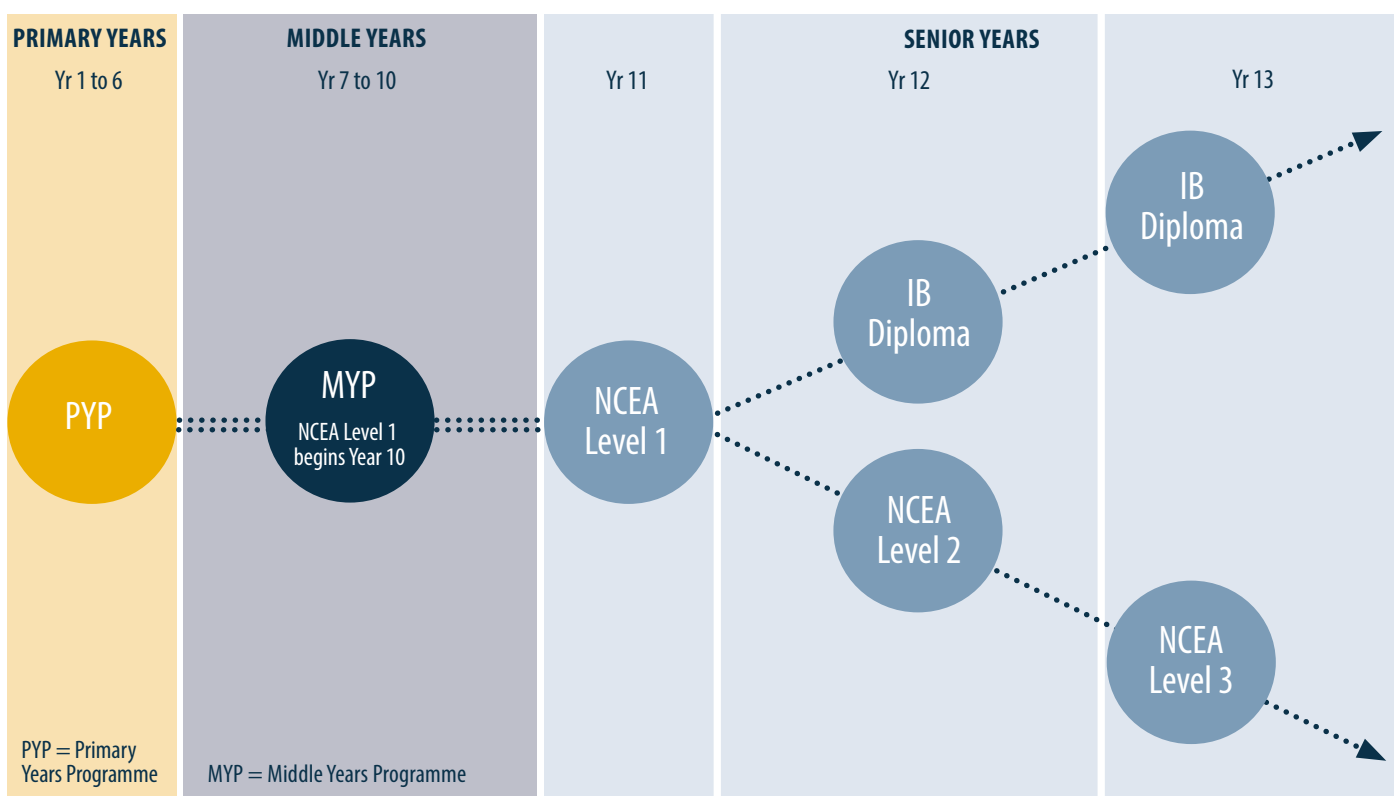 PRIMARY YEARS
Yr 1 to 6
MIDDLE YEARS
Yr 7 to 10
SENIOR YEARS
Yr 11
Yr 12
Yr 13
PYP
MYP
NCEA Level 1
begins Year 10
NCEA
Level 1
IB
Diploma
NCEA
Level 2
IB
Diploma
NCEA
Level 3
PYP = Primary
Years Programme
MYP = Middle Years Programme